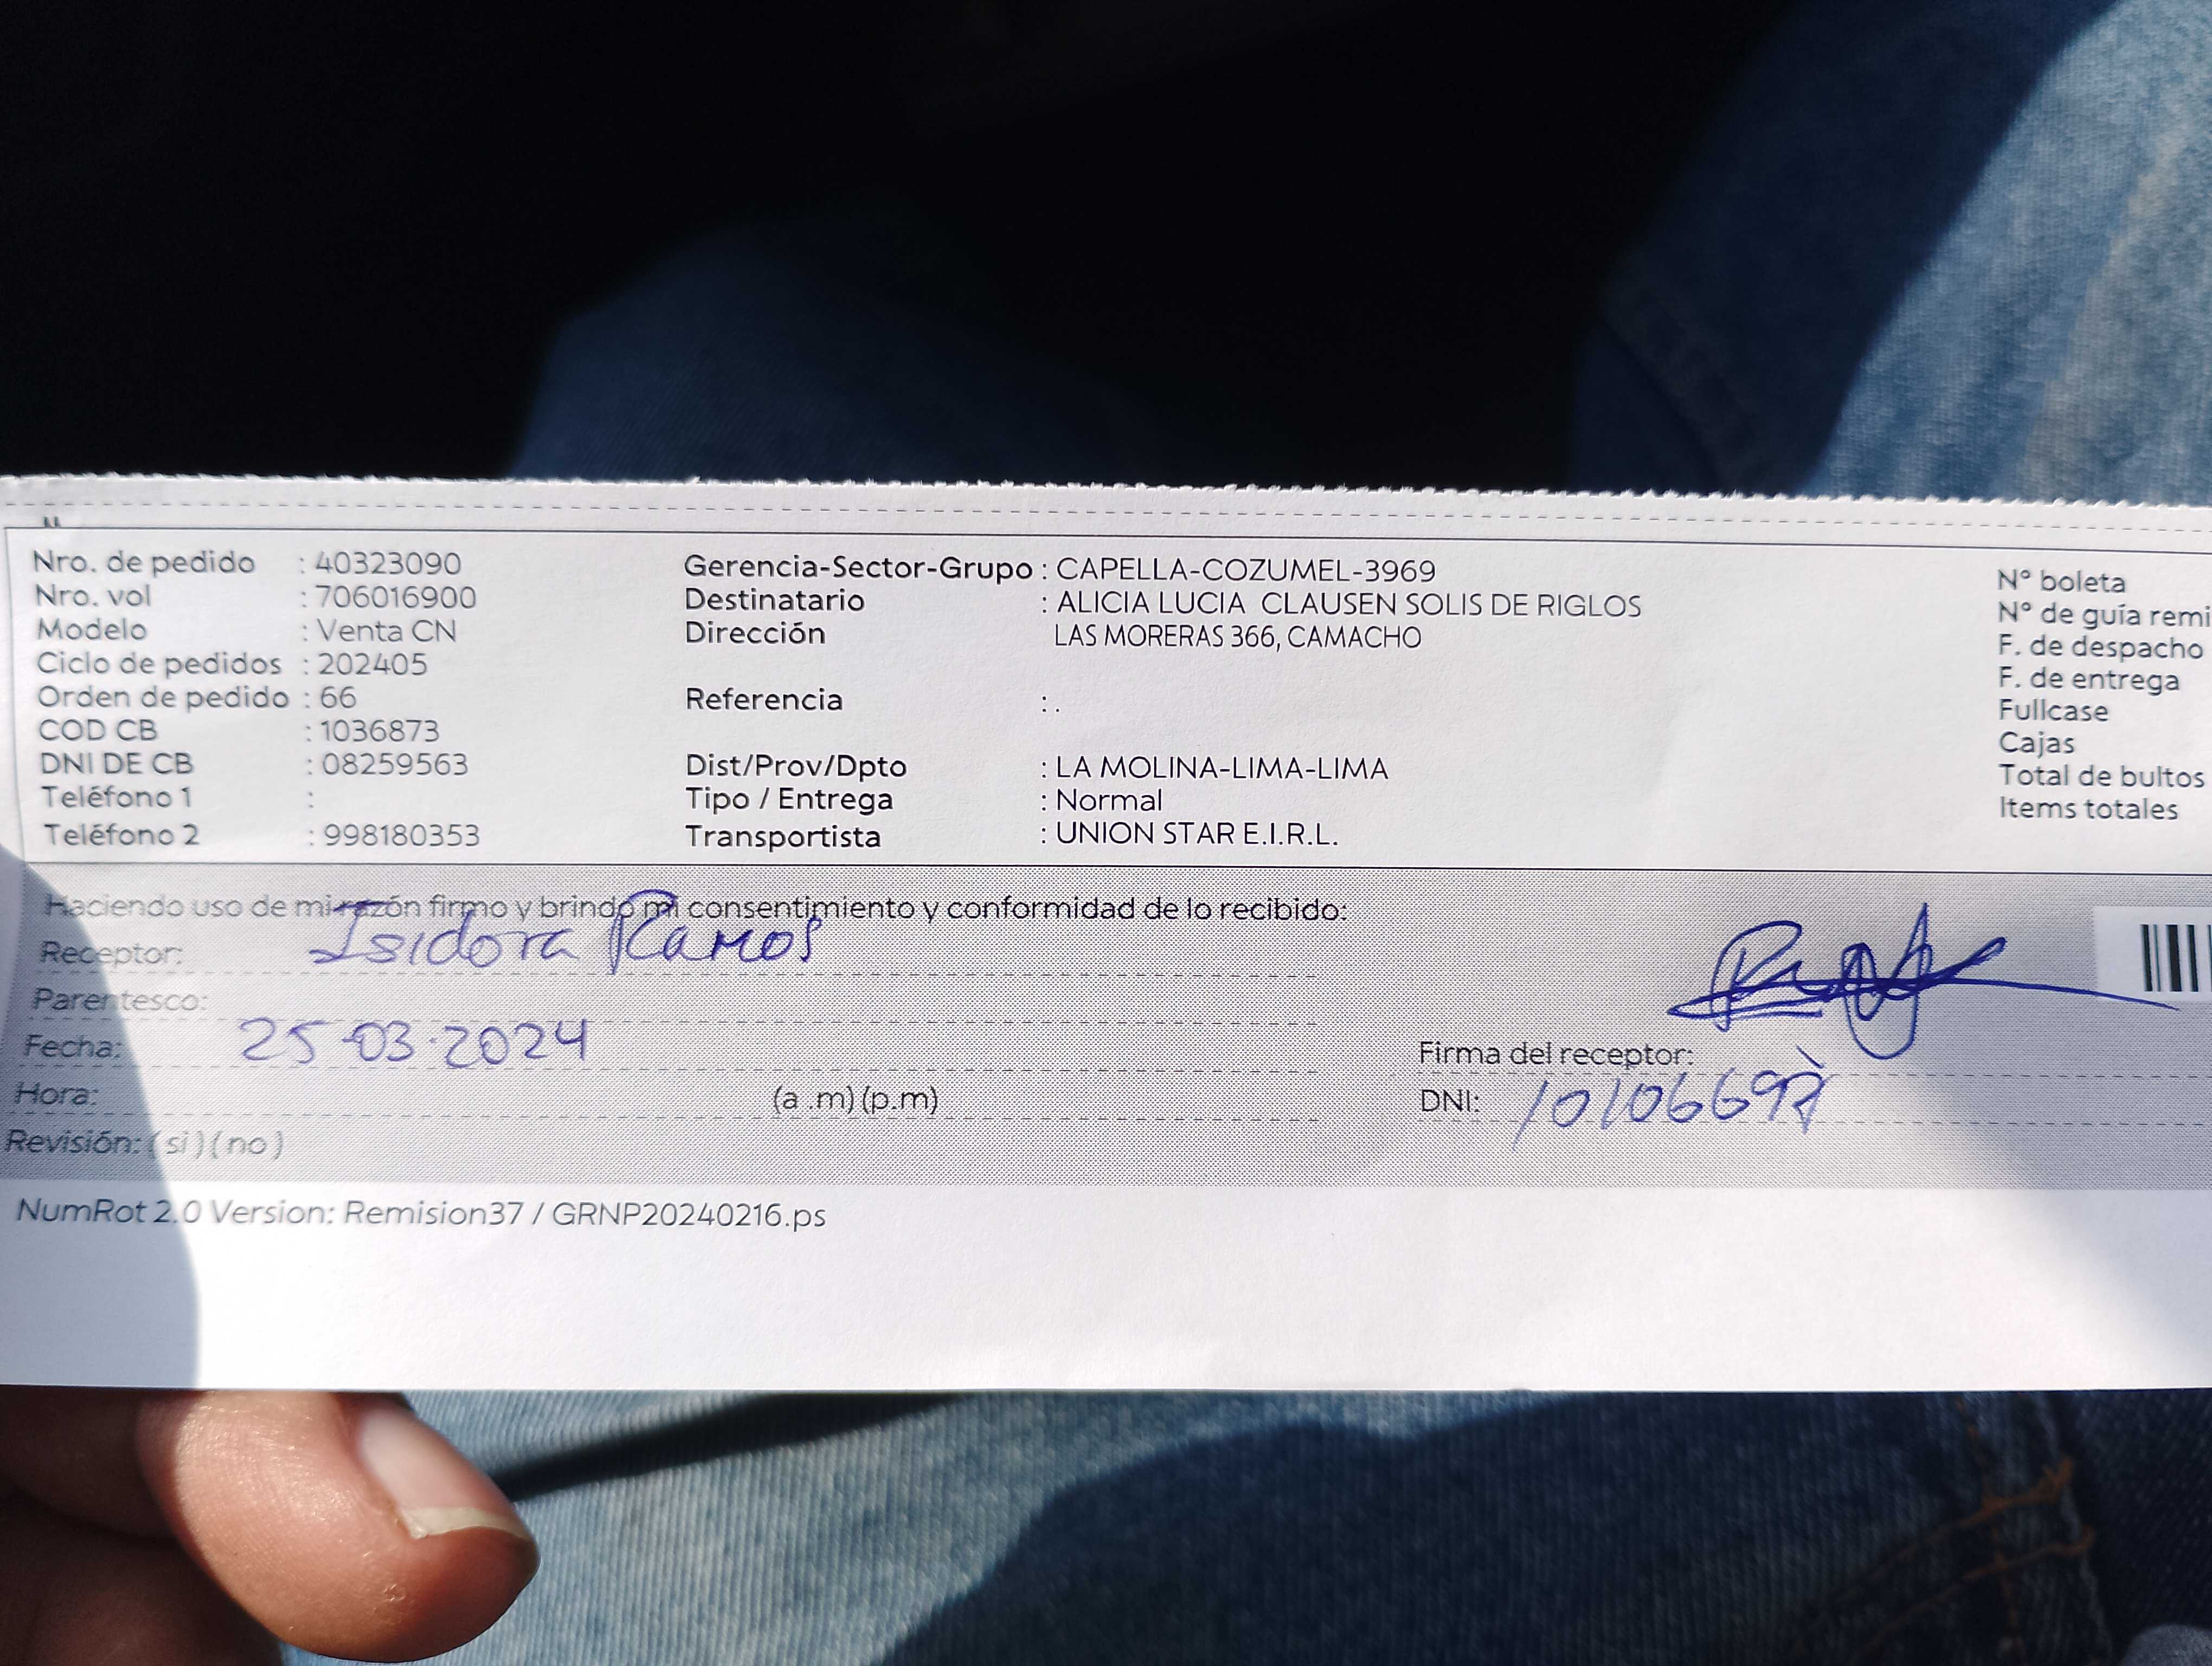 Nro. de pedido : 40323090
Nro. vol : 706016900
Modelo : Venta CN
Ciclo de pedidos : 202405
Orden de pedido : 66
COD CB : 1036873
DNI DE CB : 08259563
Teléfono 1 :
Teléfono 2 : 998180353
Gerencia-Sector-Grupo : CAPELLA-COZUMEL-3969
Destinatario : ALICIA LUCIA CLAUSEN SOLIS DE RIGLOS
Dirección LAS MORERAS 366, CAMACHO
Referencia : .
Dist/Prov/Dpto : LA MOLINA-LIMA-LIMA
Tipo / Entrega : Normal
Transportista : UNION STAR E.I.R.L.
N° boleta
N° de guía remi
F. de despacho
F. de entrega
Fullcase
Cajas
Total de bultos
Items totales
Haciendo uso de mi razón firmo y brindo mi consentimiento y conformidad de lo recibido:
Receptor: Isidora Ramos
Parentesco:
Fecha: 25-03-2024
Hora: (a .m) (p.m)
Revisión: ( si ) ( no )
Firma del receptor:
DNI: 10106697
NumRot 2.0 Version: Remision37 / GRNP20240216.ps